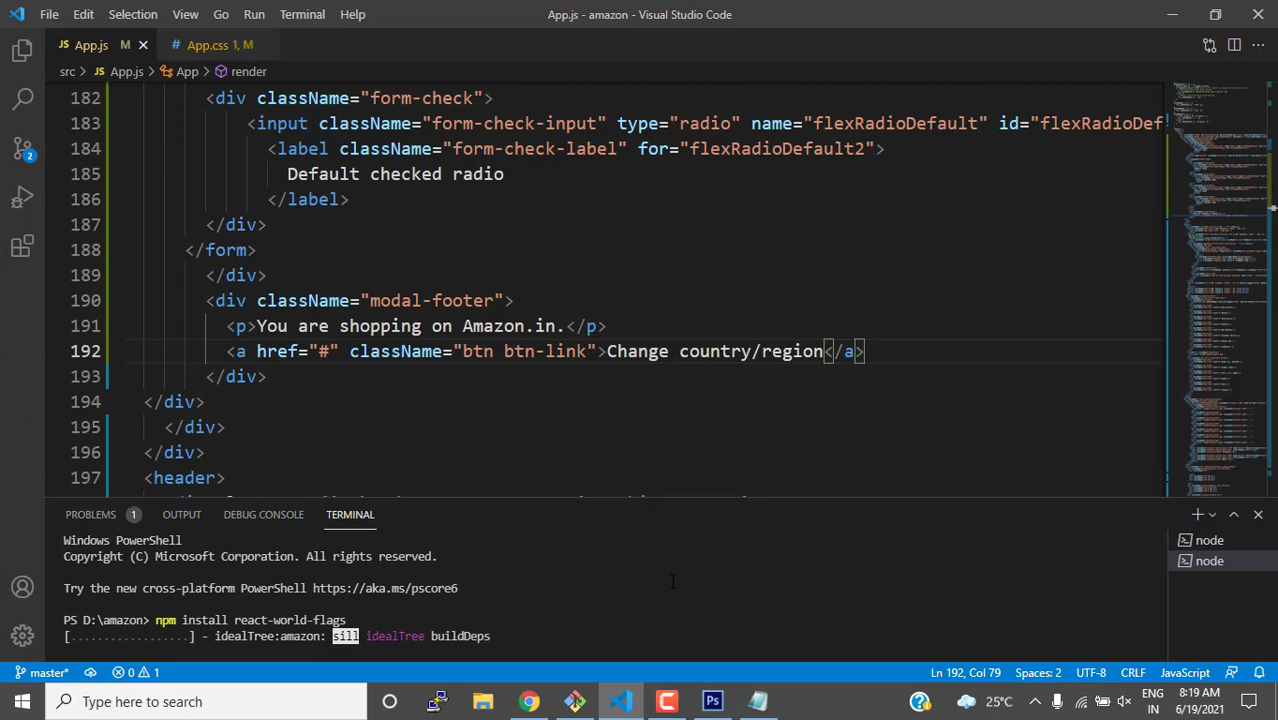 File Edit Selection View Go Run Terminal Help App.js - amazon - Visual Studio Code
JS App.js M App.css 1, M
src JS App.js App render
182 <div className="form-check">
183 <input className="form-check-input" type="radio" name="flexRadioDefault" id="flexRadioDef
184 <label className="form-check-label" for="flexRadioDefault2">
185 Default checked radio
186 </label>
187 </div>
188 </form>
189 </div>
190 <div className="modal-footer">
191 <p>You are shopping on Amazon.in.</p>
192 <a href="#" className="btn btn-link">Change country/region</a>
193 </div>
194 </div>
195 </div>
196 </div>
197 <header>
PROBLEMS 1 OUTPUT DEBUG CONSOLE TERMINAL
Windows PowerShell
Copyright (C) Microsoft Corporation. All rights reserved.
Try the new cross-platform PowerShell https://aka.ms/pscore6
PS D:\amazon> npm install react-world-flags
[..................] - idealTree:amazon: sill idealTree buildDeps
node
node
2
master* 0 1 Ln 192, Col 79 Spaces: 2 UTF-8 CRLF JavaScript
Type here to search Ps 25°C ENG IN 8:19 AM 6/19/2021